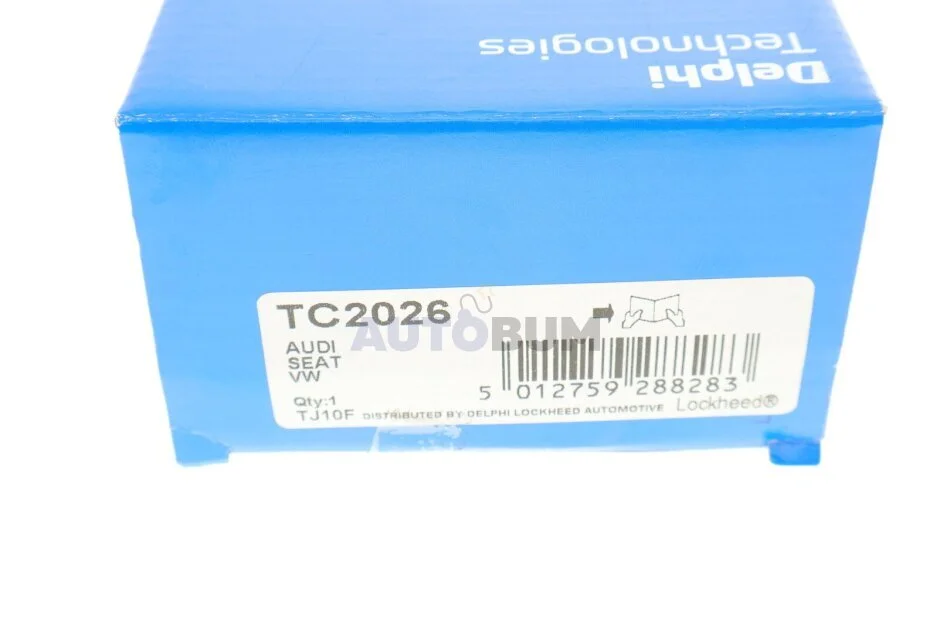 Delphi
Technologies
TC2026
AUTOBUM
AUDI
SEAT
VW
5 012759 288283
Qty:1
TJ10F DISTRIBUTED BY DELPHI LOCKHEED AUTOMOTIVE Lockheed®